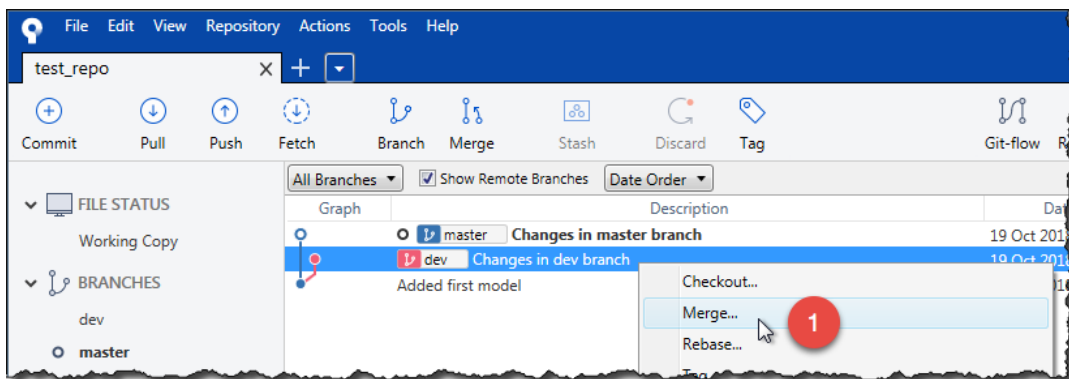 File Edit View Repository Actions Tools Help
test_repo
Commit Pull Push Fetch Branch Merge Stash Discard Tag Git-flow
All Branches Show Remote Branches Date Order
Graph Description
FILE STATUS
master Changes in master branch 19 Oct 2018
Working Copy
dev Changes in dev branch 19 Oct 2018
BRANCHES
Added first model
Checkout...
dev
Merge...
1
master
Rebase...